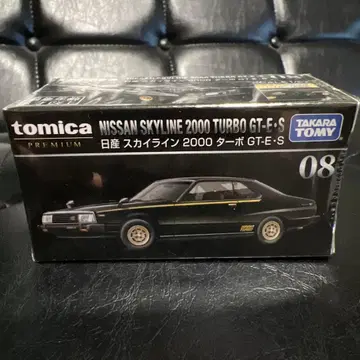 tomica
PREMIUM
NISSAN SKYLINE 2000 TURBO GT-E・S
日産 スカイライン 2000 ターボ GT-E・S
TAKARA
TOMY
08